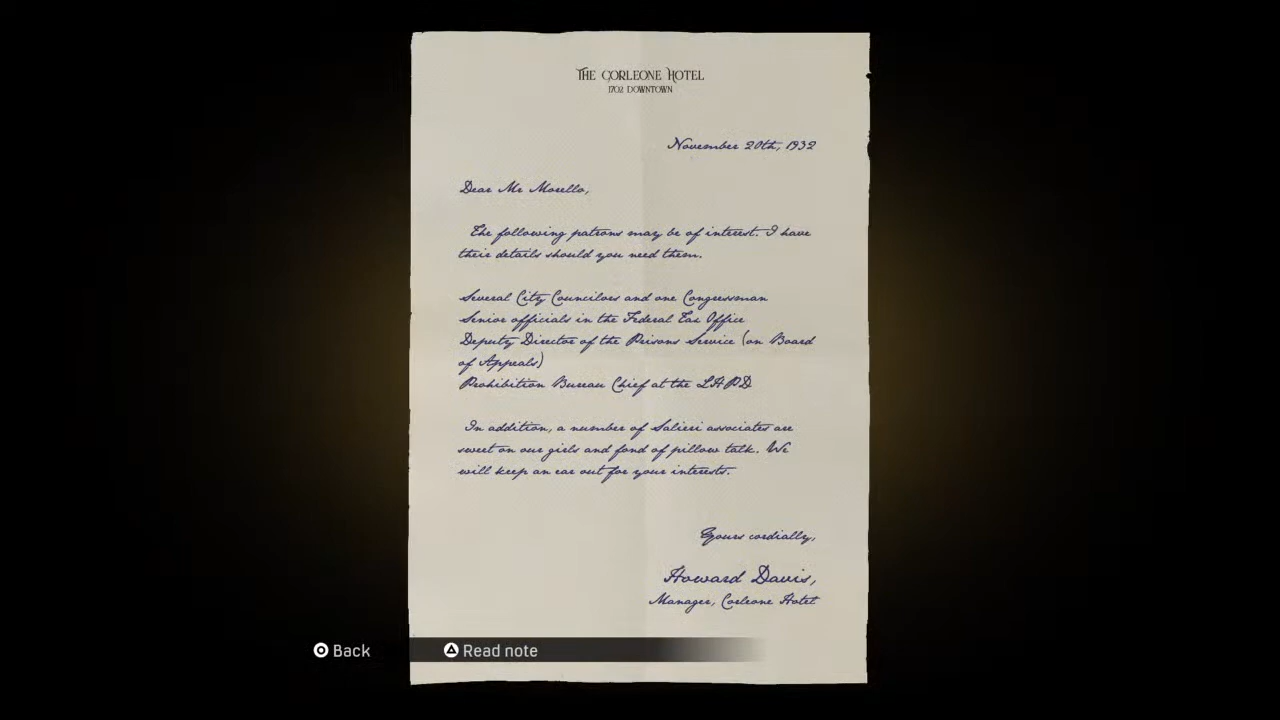 THE CORLEONE HOTEL
1702 DOWNTOWN
November 20th, 1932
Dear Mr Morello,
The following patrons may be of interest. I have
their details should you need them.
Several City Councilors and one Congressman
Senior officials in the Federal Tax Office
Deputy Director of the Prisons Service (on Board
of Appeals)
Prohibition Bureau Chief at the LHPD
In addition, a number of Salieri associates are
sweet on our girls and fond of pillow talk. We
will keep an ear out for your interests.
Yours cordially,
Howard Davis,
Manager, Corleone Hotel
Back
Read note